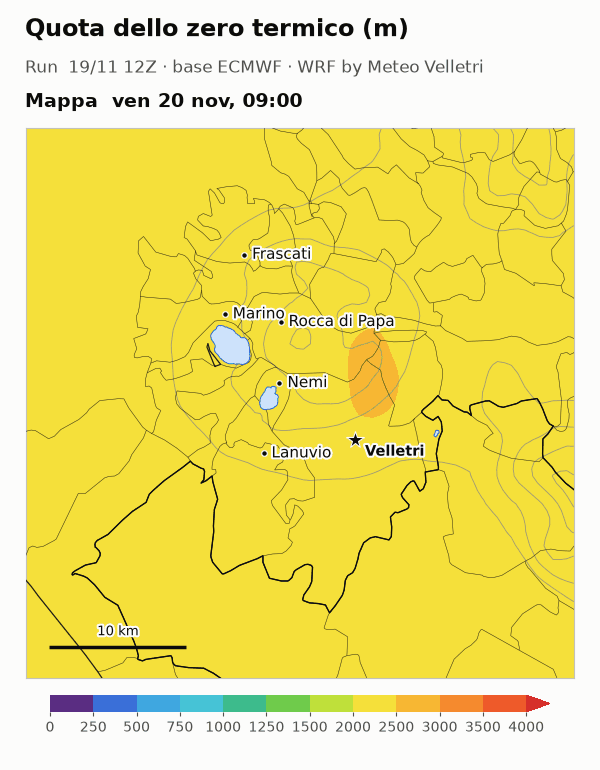 Quota dello zero termico (m)
Run 19/11 12Z · base ECMWF · WRF by Meteo Velletri
Mappa ven 20 nov, 09:00
Frascati
Marino
Rocca di Papa
Nemi
Velletri
Lanuvio
10 km
0 250 500 750 1000 1250 1500 2000 2500 3000 3500 4000